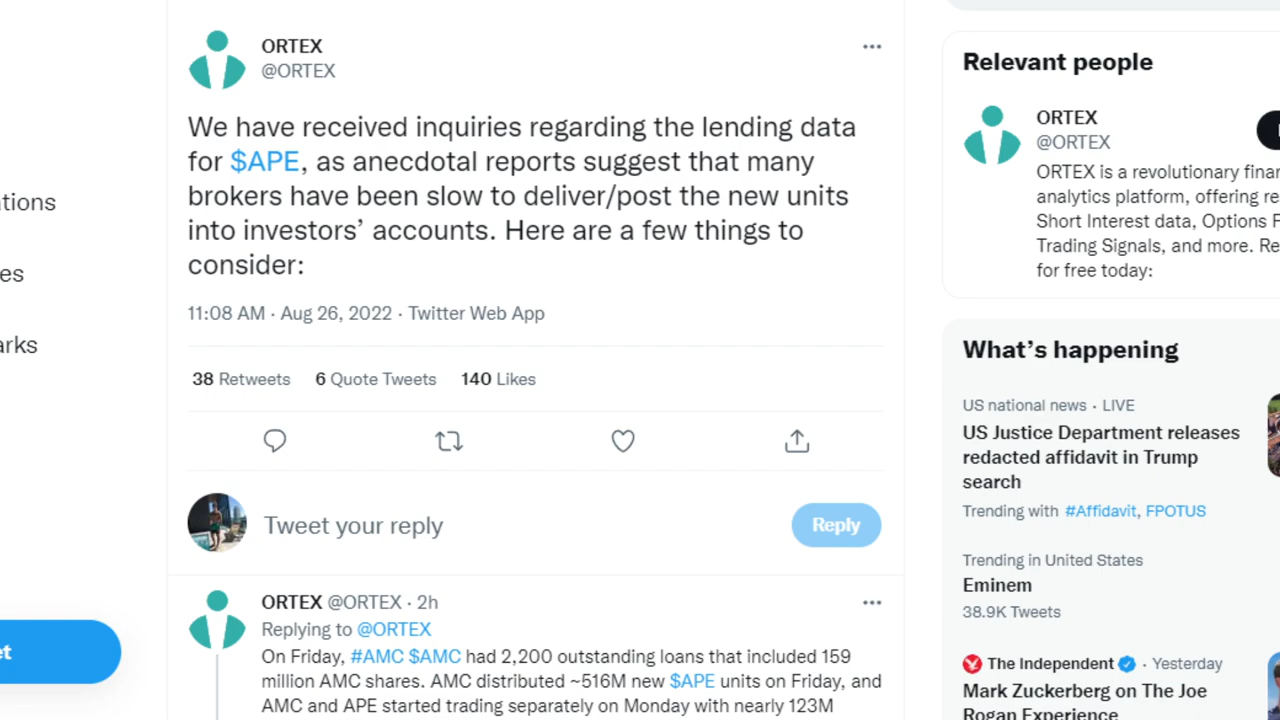 ORTEX
@ORTEX
We have received inquiries regarding the lending data
for $APE, as anecdotal reports suggest that many
brokers have been slow to deliver/post the new units
into investors’ accounts. Here are a few things to
consider:
11:08 AM · Aug 26, 2022 · Twitter Web App
38 Retweets 6 Quote Tweets 140 Likes
Tweet your reply
Reply
ORTEX @ORTEX · 2h
Replying to @ORTEX
On Friday, #AMC $AMC had 2,200 outstanding loans that included 159
million AMC shares. AMC distributed ~516M new $APE units on Friday, and
AMC and APE started trading separately on Monday with nearly 123M
Relevant people
ORTEX
@ORTEX
ORTEX is a revolutionary finan
analytics platform, offering re
Short Interest data, Options F
Trading Signals, and more. Re
for free today:
What’s happening
US national news · LIVE
US Justice Department releases
redacted affidavit in Trump
search
Trending with #Affidavit, FPOTUS
Trending in United States
Eminem
38.9K Tweets
The Independent · Yesterday
Mark Zuckerberg on The Joe
Rogan Experience
ations
es
arks
et